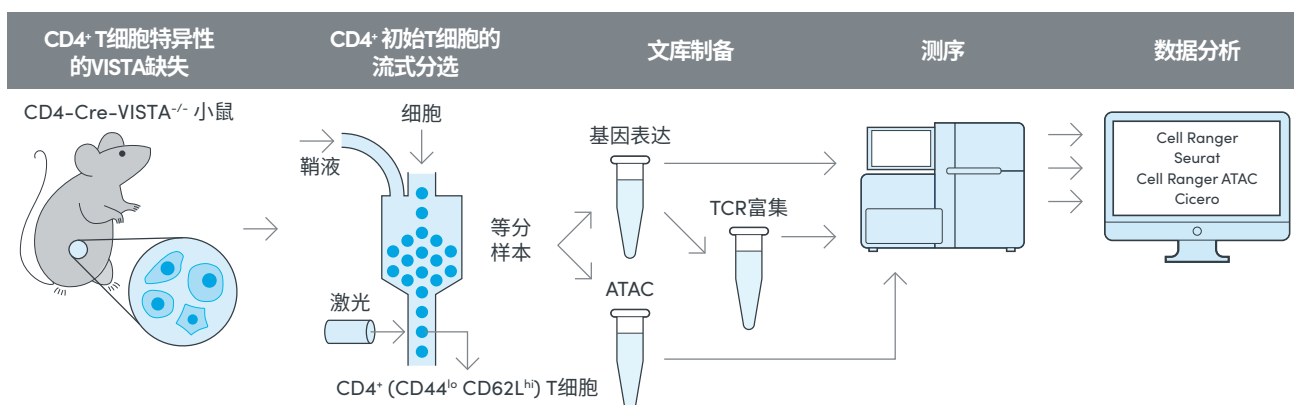 CD4⁺ T细胞特异性
的VISTA缺失
CD4⁺ 初始T细胞的
流式分选
文库制备
测序
数据分析
CD4-Cre-VISTA⁻/⁻ 小鼠
细胞
鞘液
激光
CD4⁺ (CD44ˡᵒ CD62Lʰⁱ) T细胞
等分
样本
基因表达
TCR富集
ATAC
Cell Ranger
Seurat
Cell Ranger ATAC
Cicero